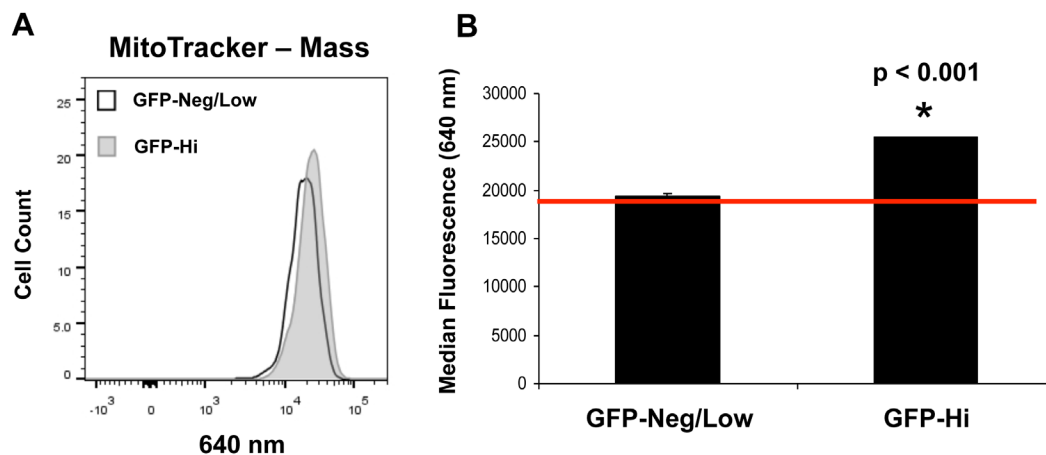 A
MitoTracker – Mass
25
20
15
10
5.0
0
Cell Count
GFP-Neg/Low
GFP-Hi
-10³ 0 10³ 10⁴ 10⁵
640 nm
B
p < 0.001
*
30000
25000
20000
15000
10000
5000
0
Median Fluorescence (640 nm)
GFP-Neg/Low GFP-Hi